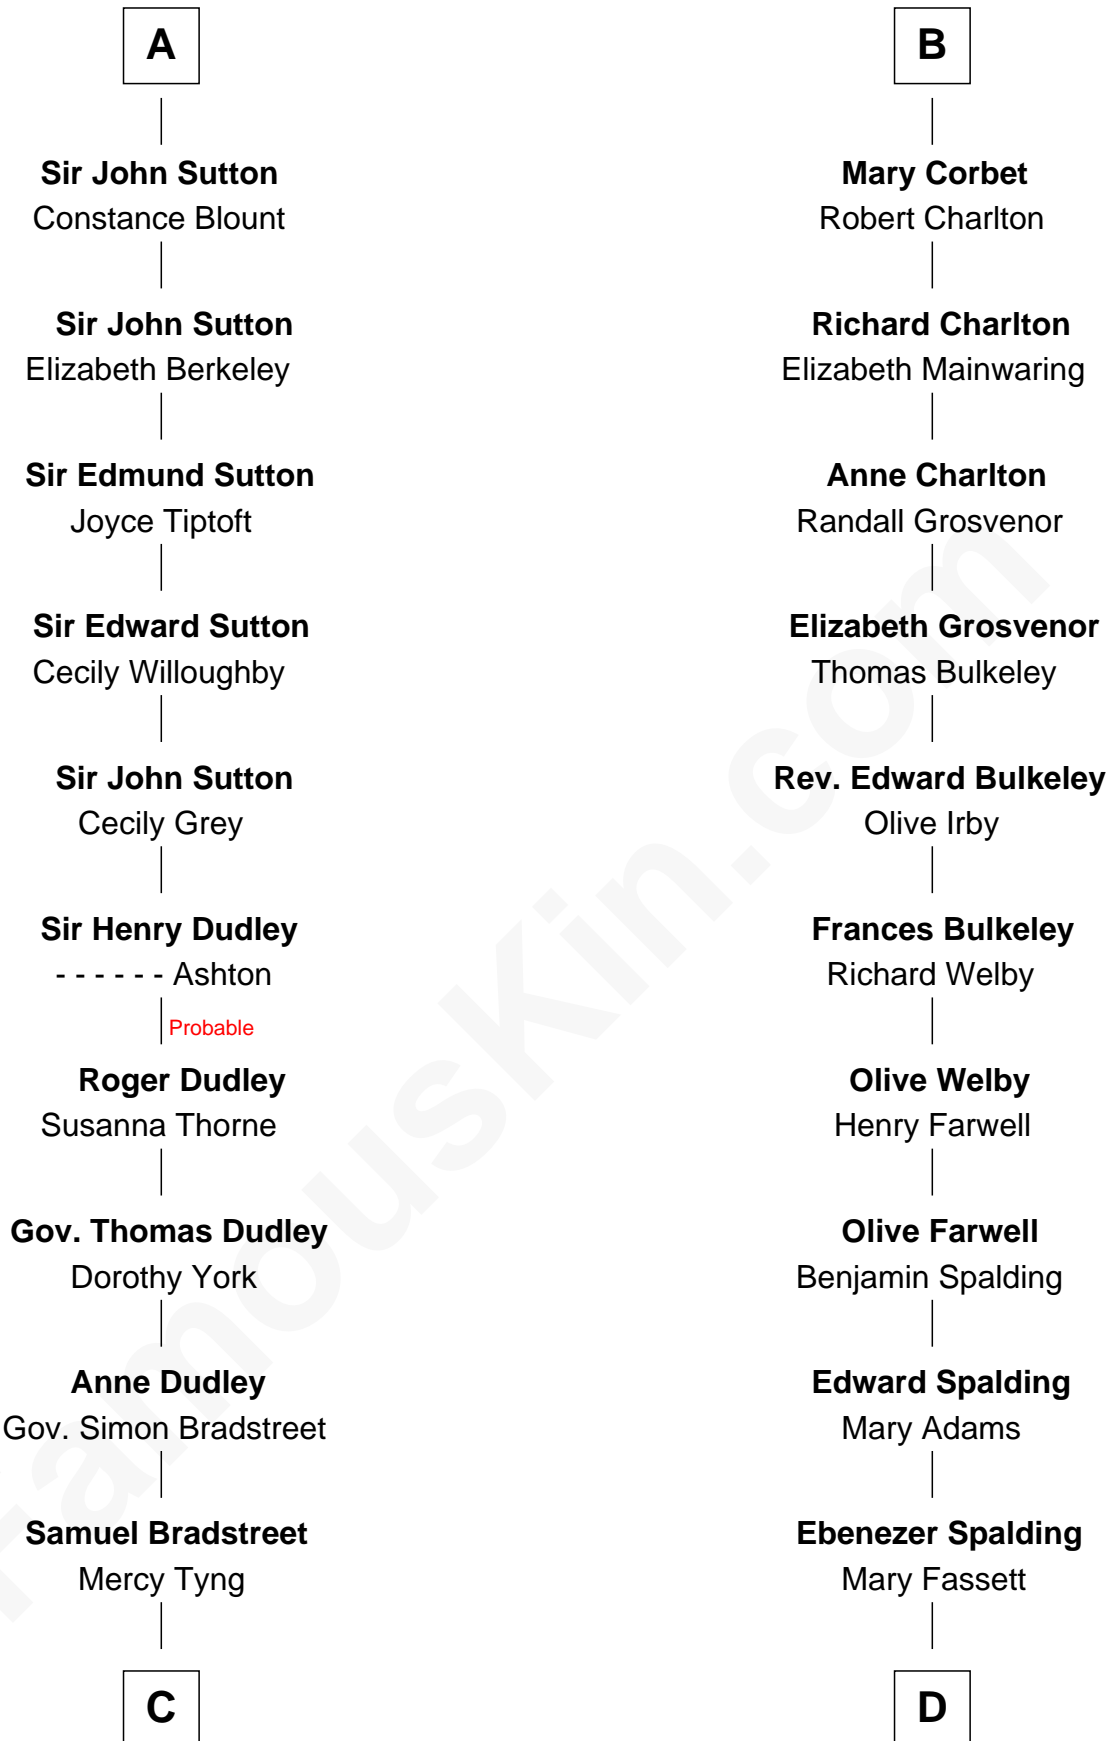 A
Sir John Sutton
Constance Blount
Sir John Sutton
Elizabeth Berkeley
Sir Edmund Sutton
Joyce Tiptoft
Sir Edward Sutton
Cecily Willoughby
Sir John Sutton
Cecily Grey
Sir Henry Dudley
- - - - - - Ashton
Probable
Roger Dudley
Susanna Thorne
Gov. Thomas Dudley
Dorothy York
Anne Dudley
Gov. Simon Bradstreet
Samuel Bradstreet
Mercy Tyng
C
B
Mary Corbet
Robert Charlton
Richard Charlton
Elizabeth Mainwaring
Anne Charlton
Randall Grosvenor
Elizabeth Grosvenor
Thomas Bulkeley
Rev. Edward Bulkeley
Olive Irby
Frances Bulkeley
Richard Welby
Olive Welby
Henry Farwell
Olive Farwell
Benjamin Spalding
Edward Spalding
Mary Adams
Ebenezer Spalding
Mary Fassett
D
FamousKin.com